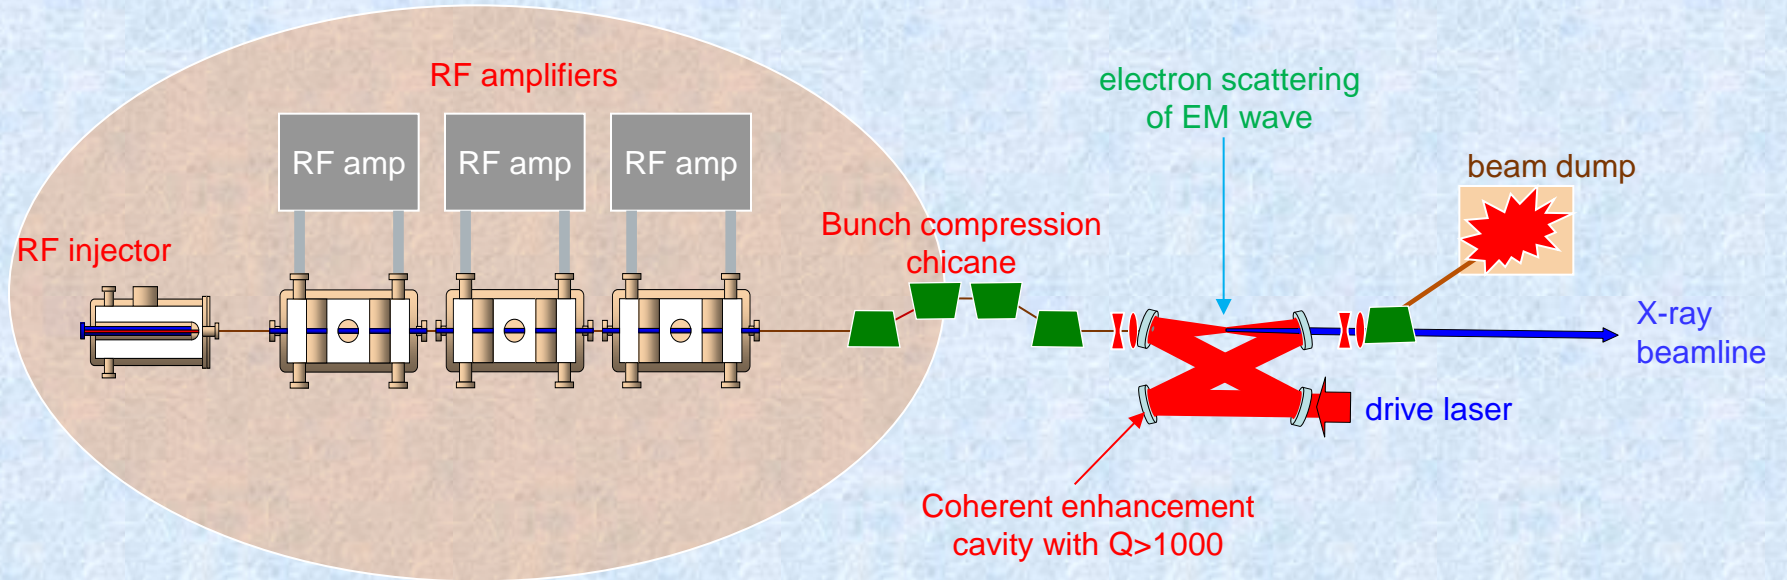 RF amplifiers
RF amp
RF amp
RF amp
RF injector
Bunch compression
chicane
electron scattering
of EM wave
beam dump
X-ray
beamline
drive laser
Coherent enhancement
cavity with Q>1000